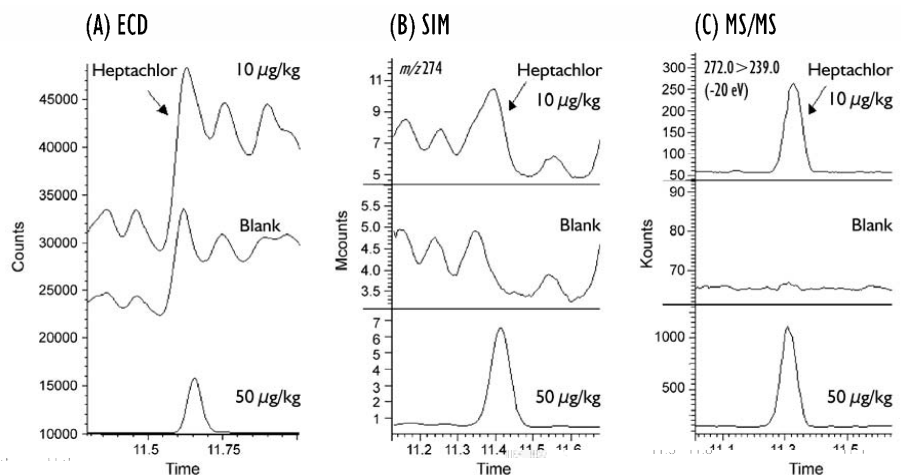 (A) ECD
Heptachlor
10 µg/kg
45000
40000
35000
30000
25000
20000
15000
10000
Counts
Blank
50 µg/kg
11.5
11.75
Time
(B) SIM
m/z 274
Heptachlor
10 µg/kg
11
9
7
5
5.5
5.0
4.5
4.0
3.5
7
6
5
4
3
2
1
Mcounts
Blank
50 µg/kg
11.2
11.3
11.4
11.5
11.6
Time
(C) MS/MS
272.0>239.0
(-20 eV)
Heptachlor
10 µg/kg
300
250
200
150
100
50
90
80
70
1000
500
Kounts
Blank
50 µg/kg
11.1
11.3
11.5
Time